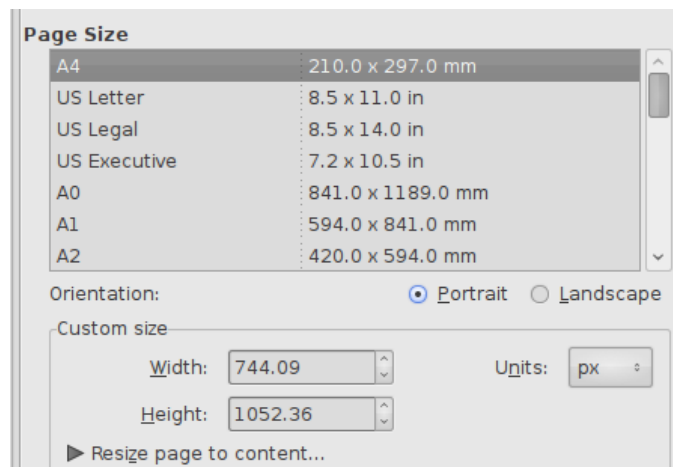 Page Size
A4 210.0 x 297.0 mm
US Letter 8.5 x 11.0 in
US Legal 8.5 x 14.0 in
US Executive 7.2 x 10.5 in
A0 841.0 x 1189.0 mm
A1 594.0 x 841.0 mm
A2 420.0 x 594.0 mm
Orientation: Portrait Landscape
Custom size
Width: 744.09 Units: px
Height: 1052.36
Resize page to content...